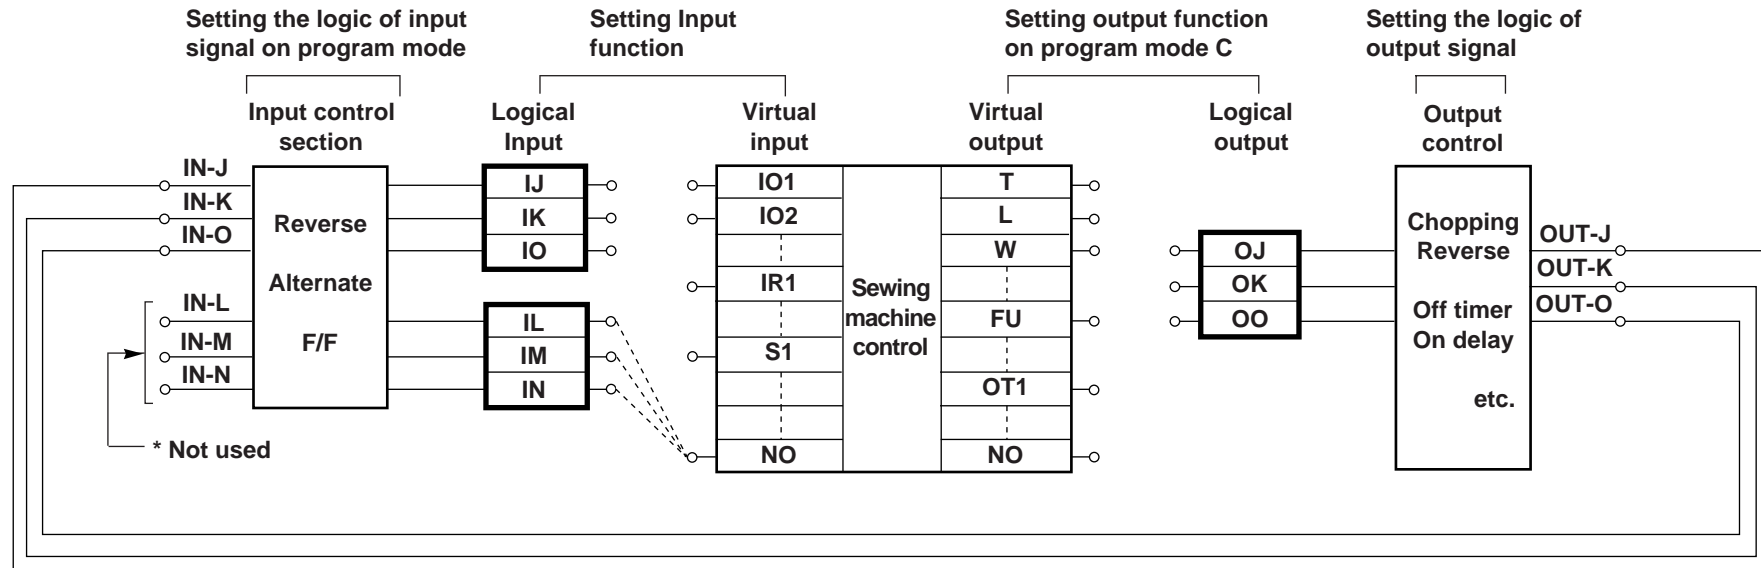 Setting the logic of input
signal on program mode
Setting Input
function
Setting output function
on program mode C
Setting the logic of
output signal
Input control
section
Logical
Input
Virtual
input
Virtual
output
Logical
output
Output
control
IN-J
IN-K
IN-O
IN-L
IN-M
IN-N
* Not used
Reverse
Alternate
F/F
IJ
IK
IO
IL
IM
IN
IO1
IO2
IR1
S1
NO
Sewing
machine
control
T
L
W
FU
OT1
NO
OJ
OK
OO
Chopping
Reverse
Off timer
On delay
etc.
OUT-J
OUT-K
OUT-O